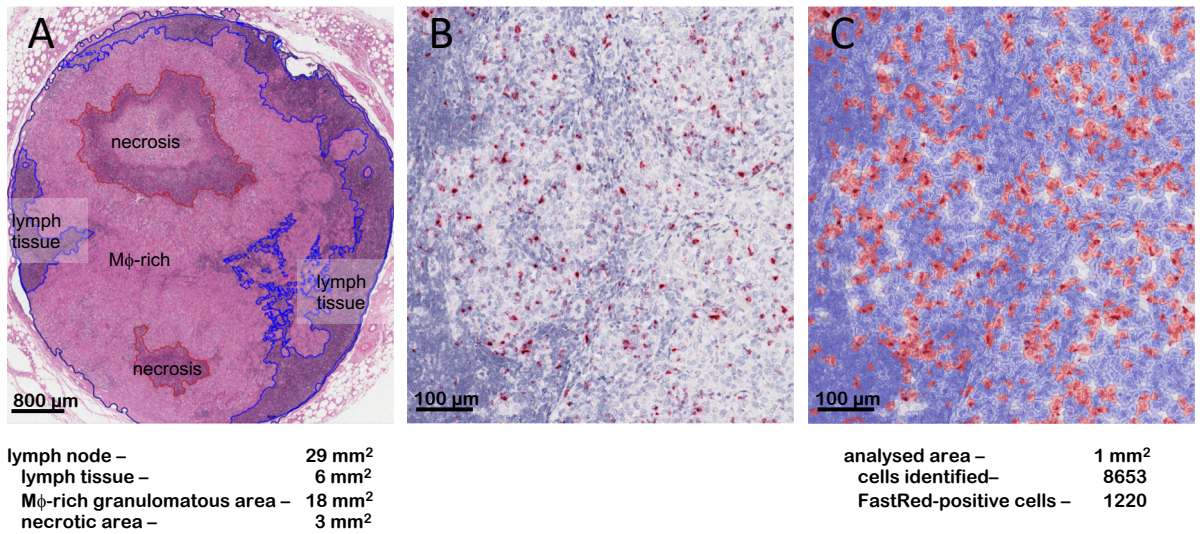 A
necrosis
lymph
tissue
Mϕ-rich
lymph
tissue
necrosis
800 µm
B
100 µm
C
100 µm
lymph node – 29 mm²
lymph tissue – 6 mm²
Mϕ-rich granulomatous area – 18 mm²
necrotic area – 3 mm²
analysed area – 1 mm²
cells identified– 8653
FastRed-positive cells – 1220